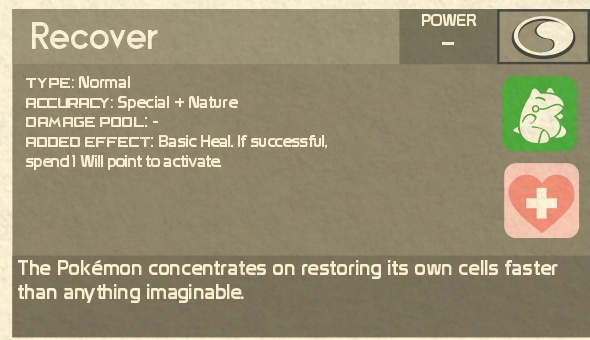 Recover
POWER
–
TYPE: Normal
ACCURACY: Special + Nature
DAMAGE POOL: -
ADDED EFFECT: Basic Heal. If successful,
spend 1 Will point to activate.
The Pokémon concentrates on restoring its own cells faster
than anything imaginable.